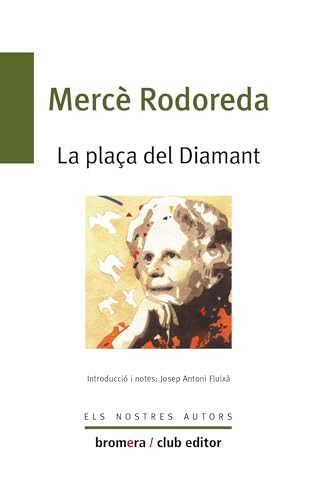 Mercè Rodoreda
La plaça del Diamant
Introducció i notes: Josep Antoni Fluixà
ELS NOSTRES AUTORS
bromera / club editor